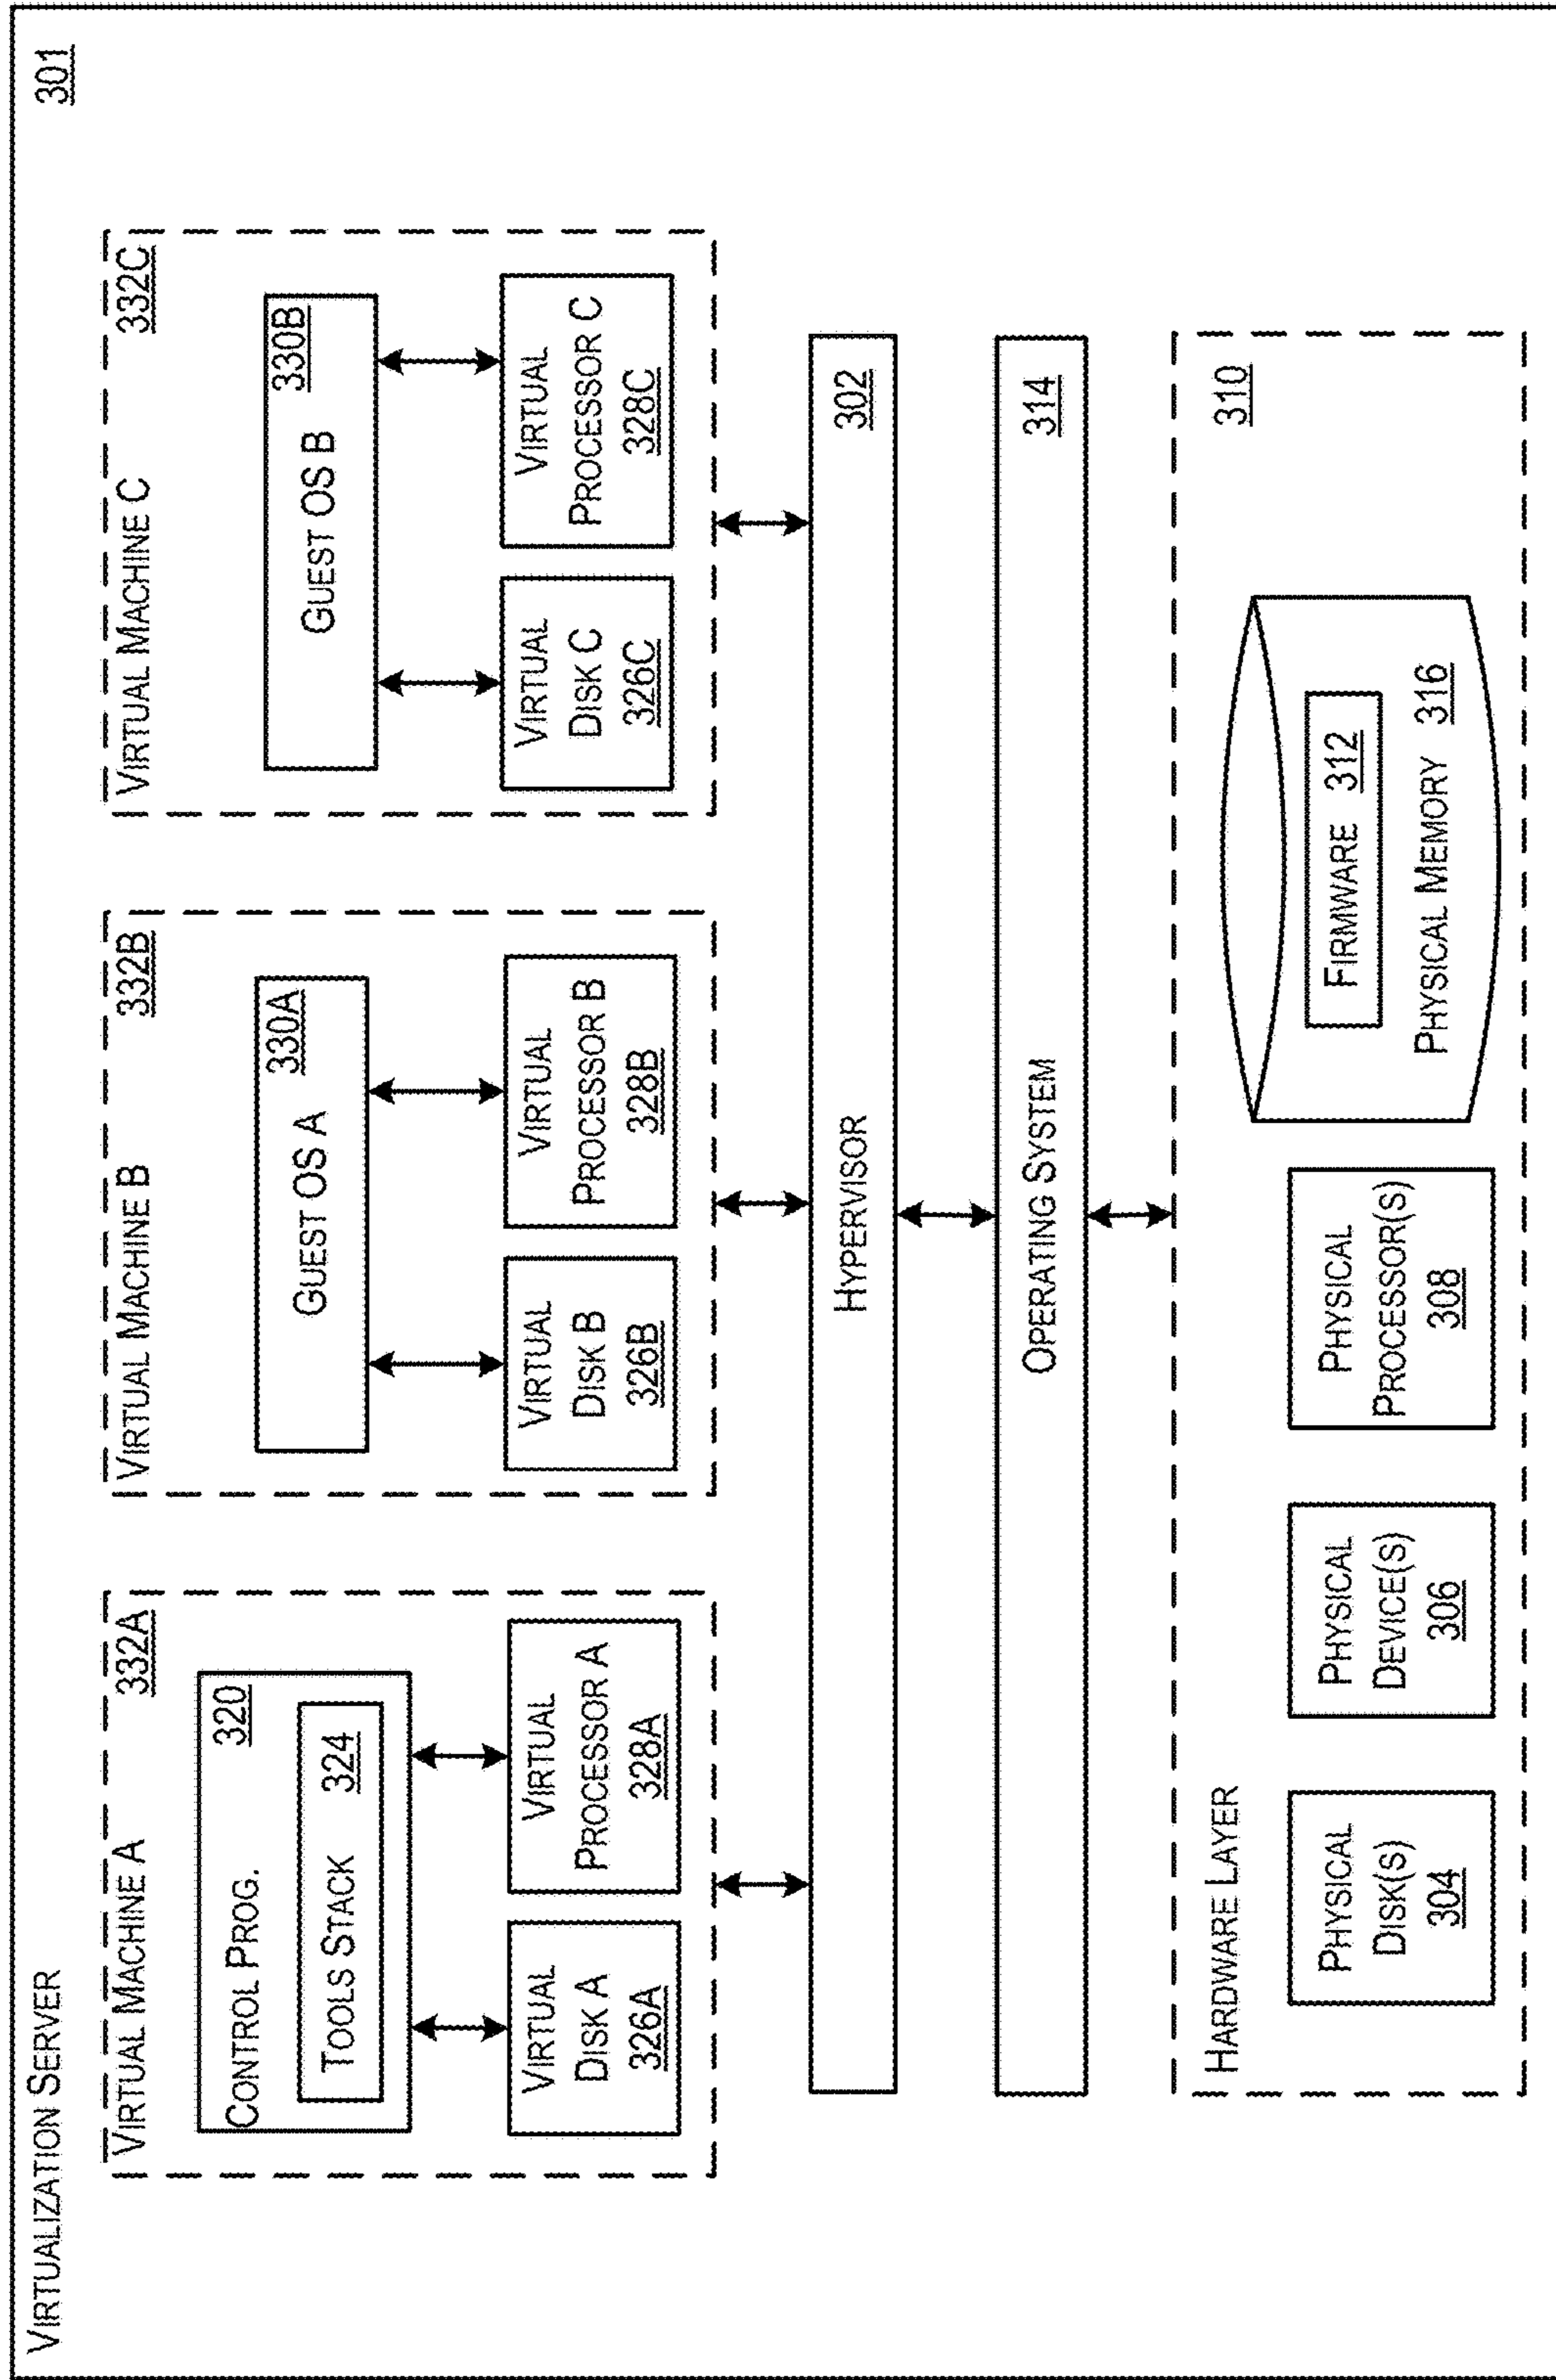 VIRTUALIZATION SERVER
301
VIRTUAL MACHINE A
332A
CONTROL PROG.
320
TOOLS STACK 324
VIRTUAL
DISK A
326A
VIRTUAL
PROCESSOR A
328A
VIRTUAL MACHINE B
332B
GUEST OS A
330A
VIRTUAL
DISK B
326B
VIRTUAL
PROCESSOR B
328B
VIRTUAL MACHINE C
332C
GUEST OS B
330B
VIRTUAL
DISK C
326C
VIRTUAL
PROCESSOR C
328C
HYPERVISOR
302
OPERATING SYSTEM
314
HARDWARE LAYER
310
PHYSICAL
DISK(S)
304
PHYSICAL
DEVICE(S)
306
PHYSICAL
PROCESSOR(S)
308
FIRMWARE 312
PHYSICAL MEMORY 316